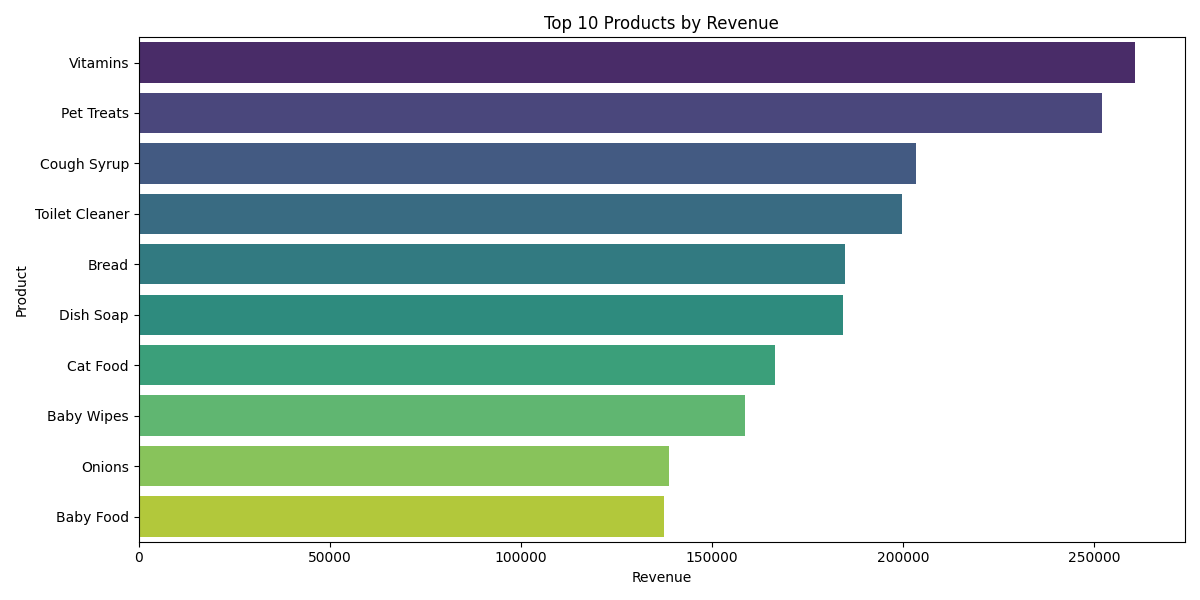 Top 10 Products by Revenue
Product
Vitamins
Pet Treats
Cough Syrup
Toilet Cleaner
Bread
Dish Soap
Cat Food
Baby Wipes
Onions
Baby Food
0 50000 100000 150000 200000 250000
Revenue